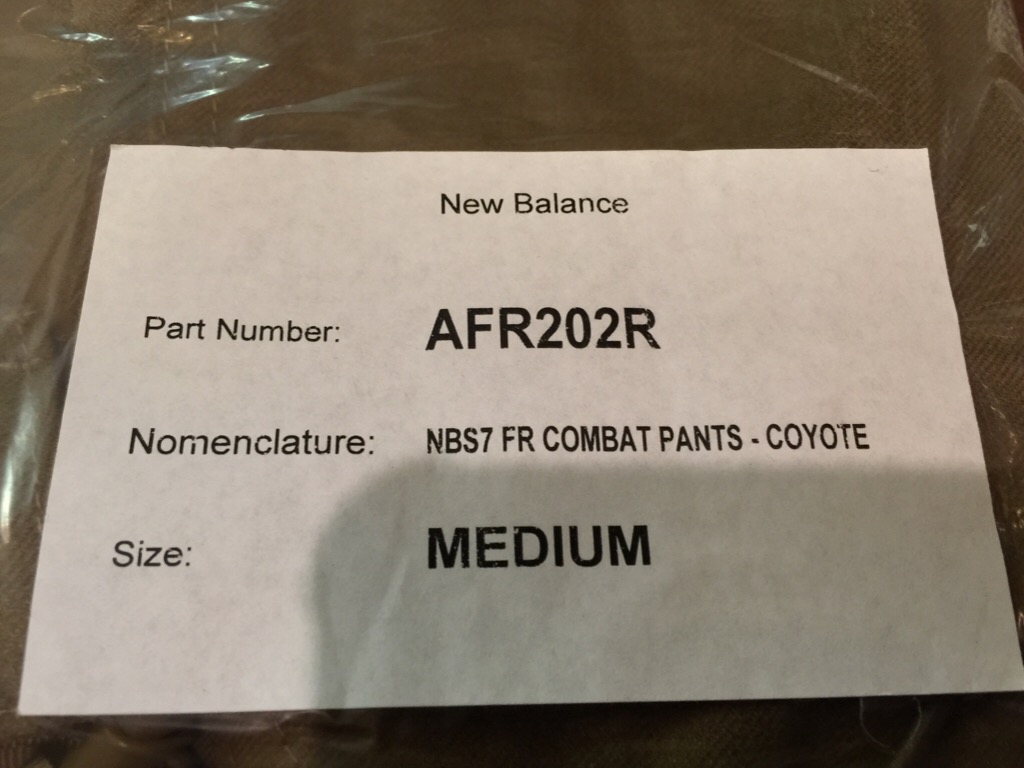 New Balance
Part Number: AFR202R
Nomenclature: NBS7 FR COMBAT PANTS - COYOTE
Size: MEDIUM